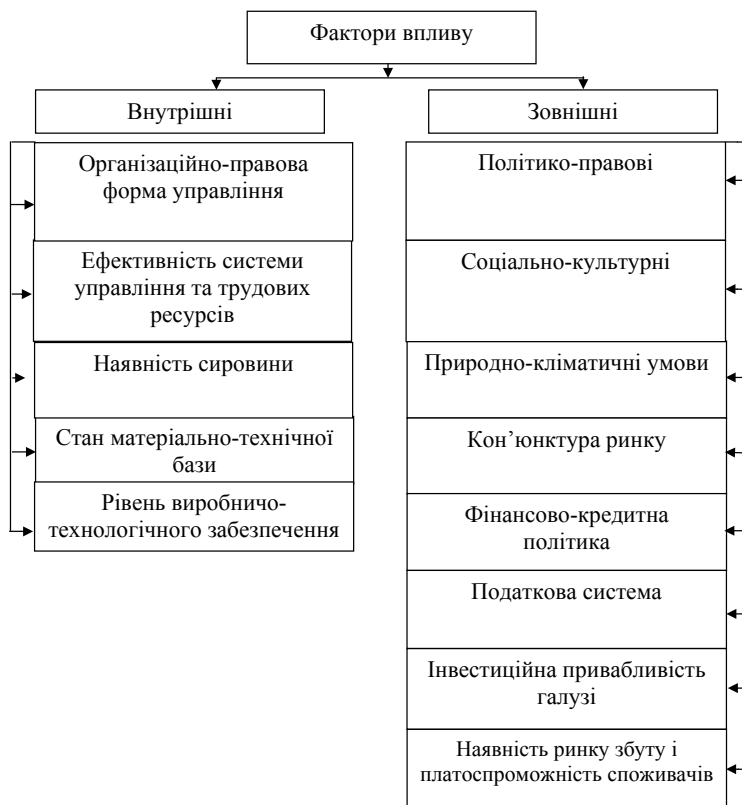 Фактори впливу
Внутрішні
Організаційно-правова
форма управління
Ефективність системи
управління та трудових
ресурсів
Наявність сировини
Стан матеріально-технічної
бази
Рівень виробничо-
технологічного забезпечення
Зовнішні
Політико-правові
Соціально-культурні
Природно-кліматичні умови
Кон’юнктура ринку
Фінансово-кредитна
політика
Податкова система
Інвестиційна привабливість
галузі
Наявність ринку збуту і
платоспроможність споживачів